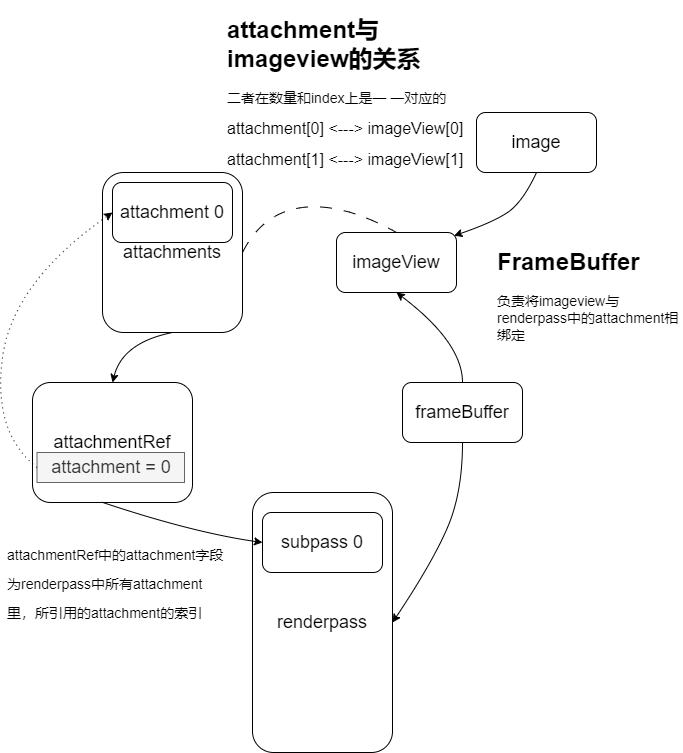 attachment与
imageview的关系
二者在数量和index上是一 一对应的
attachment[0] <---> imageView[0]
attachment[1] <---> imageView[1]
image
attachment 0
attachments
imageView
FrameBuffer
负责将imageview与
renderpass中的attachment相
绑定
frameBuffer
attachmentRef
attachment = 0
subpass 0
renderpass
attachmentRef中的attachment字段
为renderpass中所有attachment
里，所引用的attachment的索引